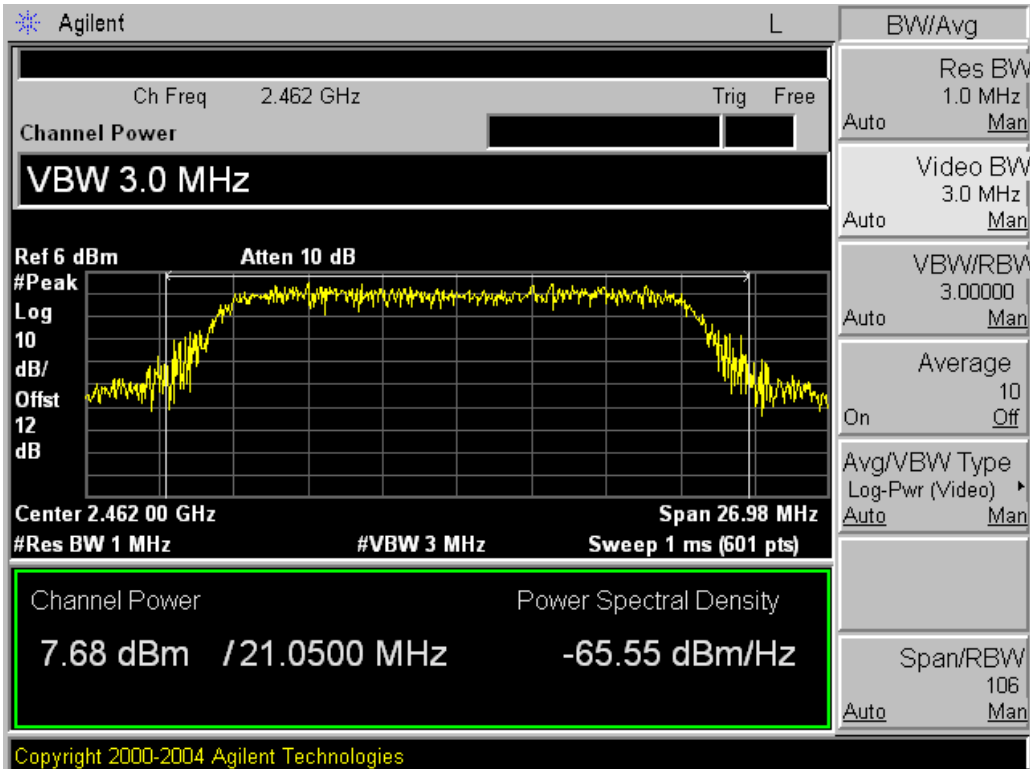 Agilent L BW/Avg
Ch Freq 2.462 GHz Trig Free
Channel Power
VBW 3.0 MHz
Ref 6 dBm Atten 10 dB
#Peak
Log
10
dB/
Offst
12
dB
Center 2.462 00 GHz Span 26.98 MHz
#Res BW 1 MHz #VBW 3 MHz Sweep 1 ms (601 pts)
Channel Power Power Spectral Density
7.68 dBm / 21.0500 MHz -65.55 dBm/Hz
Copyright 2000-2004 Agilent Technologies
Res BW
1.0 MHz
Auto Man
Video BW
3.0 MHz
Auto Man
VBW/RBW
3.00000
Auto Man
Average
10
On Off
Avg/VBW Type
Log-Pwr (Video)
Auto Man
Span/RBW
106
Auto Man